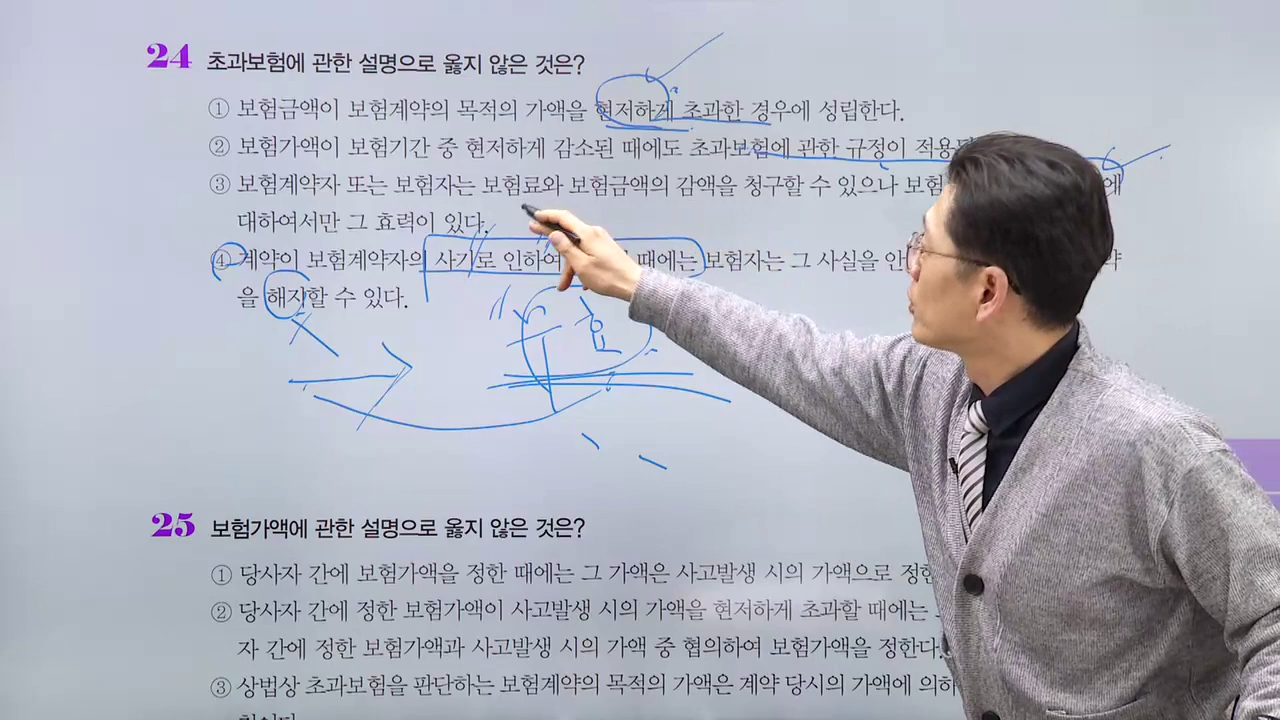 24 초과보험에 관한 설명으로 옳지 않은 것은?
① 보험금액이 보험계약의 목적의 가액을 현저하게 초과한 경우에 성립한다.
② 보험가액이 보험기간 중 현저하게 감소된 때에도 초과보험에 관한 규정이 적용된
③ 보험계약자 또는 보험자는 보험료와 보험금액의 감액을 청구할 수 있으나 보험 에
대하여서만 그 효력이 있다.
④ 계약이 보험계약자의 사기로 인하여 때에는 보험자는 그 사실을 안 약
을 해지할 수 있다.
무효
25 보험가액에 관한 설명으로 옳지 않은 것은?
① 당사자 간에 보험가액을 정한 때에는 그 가액은 사고발생 시의 가액으로 정한
② 당사자 간에 정한 보험가액이 사고발생 시의 가액을 현저하게 초과할 때에는
자 간에 정한 보험가액과 사고발생 시의 가액 중 협의하여 보험가액을 정한다.
③ 상법상 초과보험을 판단하는 보험계약의 목적의 가액은 계약 당시의 가액에 의하